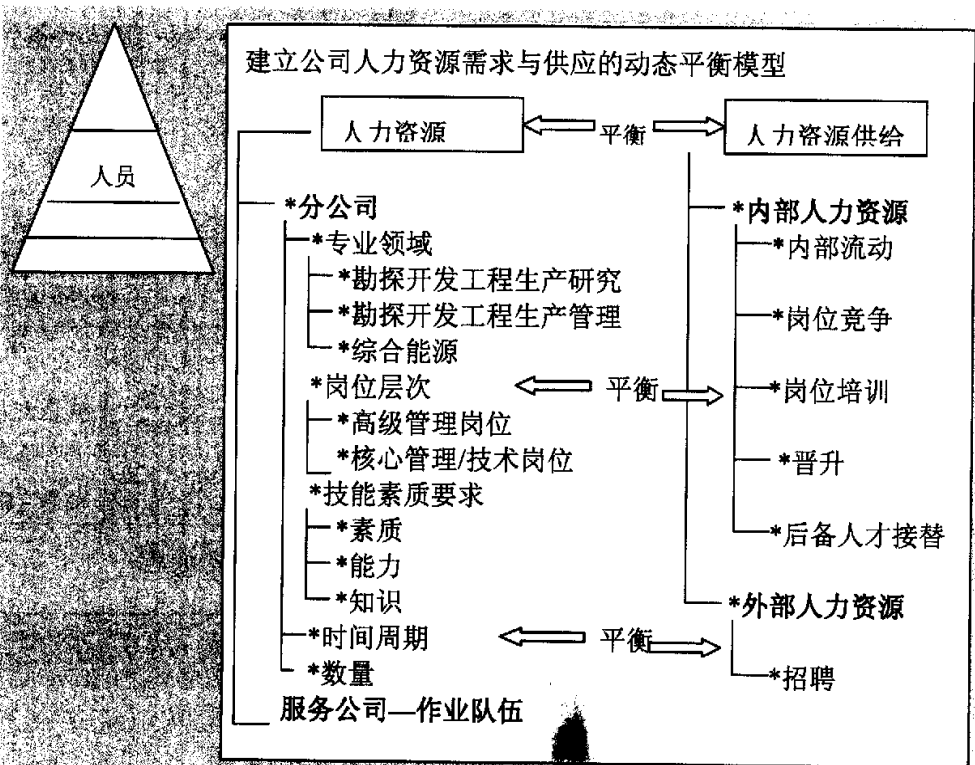 人员
建立公司人力资源需求与供应的动态平衡模型
人力资源
平衡
人力资源供给
*分公司
*专业领域
*勘探开发工程生产研究
*勘探开发工程生产管理
*综合能源
*岗位层次
*高级管理岗位
*核心管理/技术岗位
*技能素质要求
*素质
*能力
*知识
*时间周期
*数量
服务公司—作业队伍
平衡
平衡
*内部人力资源
*内部流动
*岗位竞争
*岗位培训
*晋升
*后备人才接替
*外部人力资源
*招聘